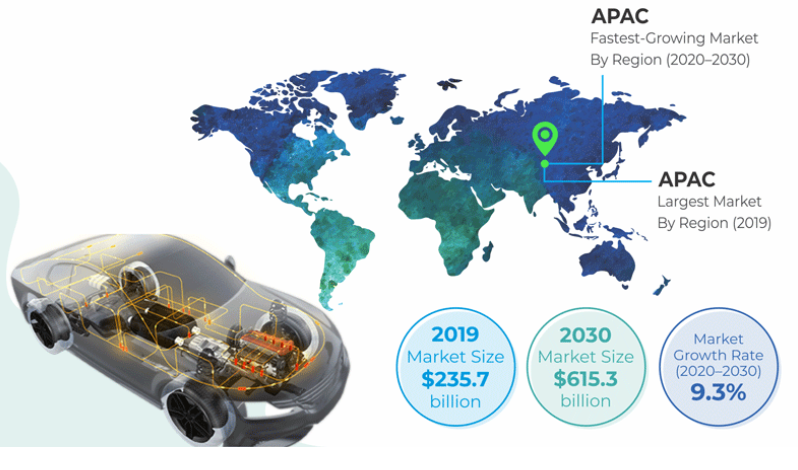 APAC
Fastest-Growing Market
By Region (2020–2030)
APAC
Largest Market
By Region (2019)
2019
Market Size
$235.7
billion
2030
Market Size
$615.3
billion
Market
Growth Rate
(2020–2030)
9.3%